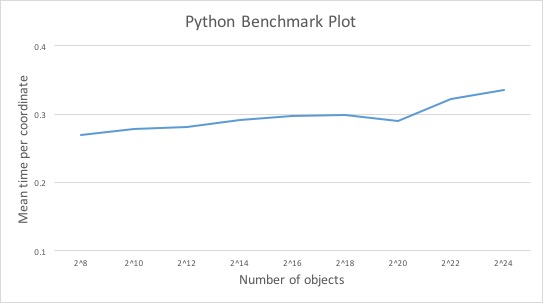 Python Benchmark Plot
Mean time per coordinate
0.4
0.3
0.2
0.1
2^8 2^10 2^12 2^14 2^16 2^18 2^20 2^22 2^24
Number of objects